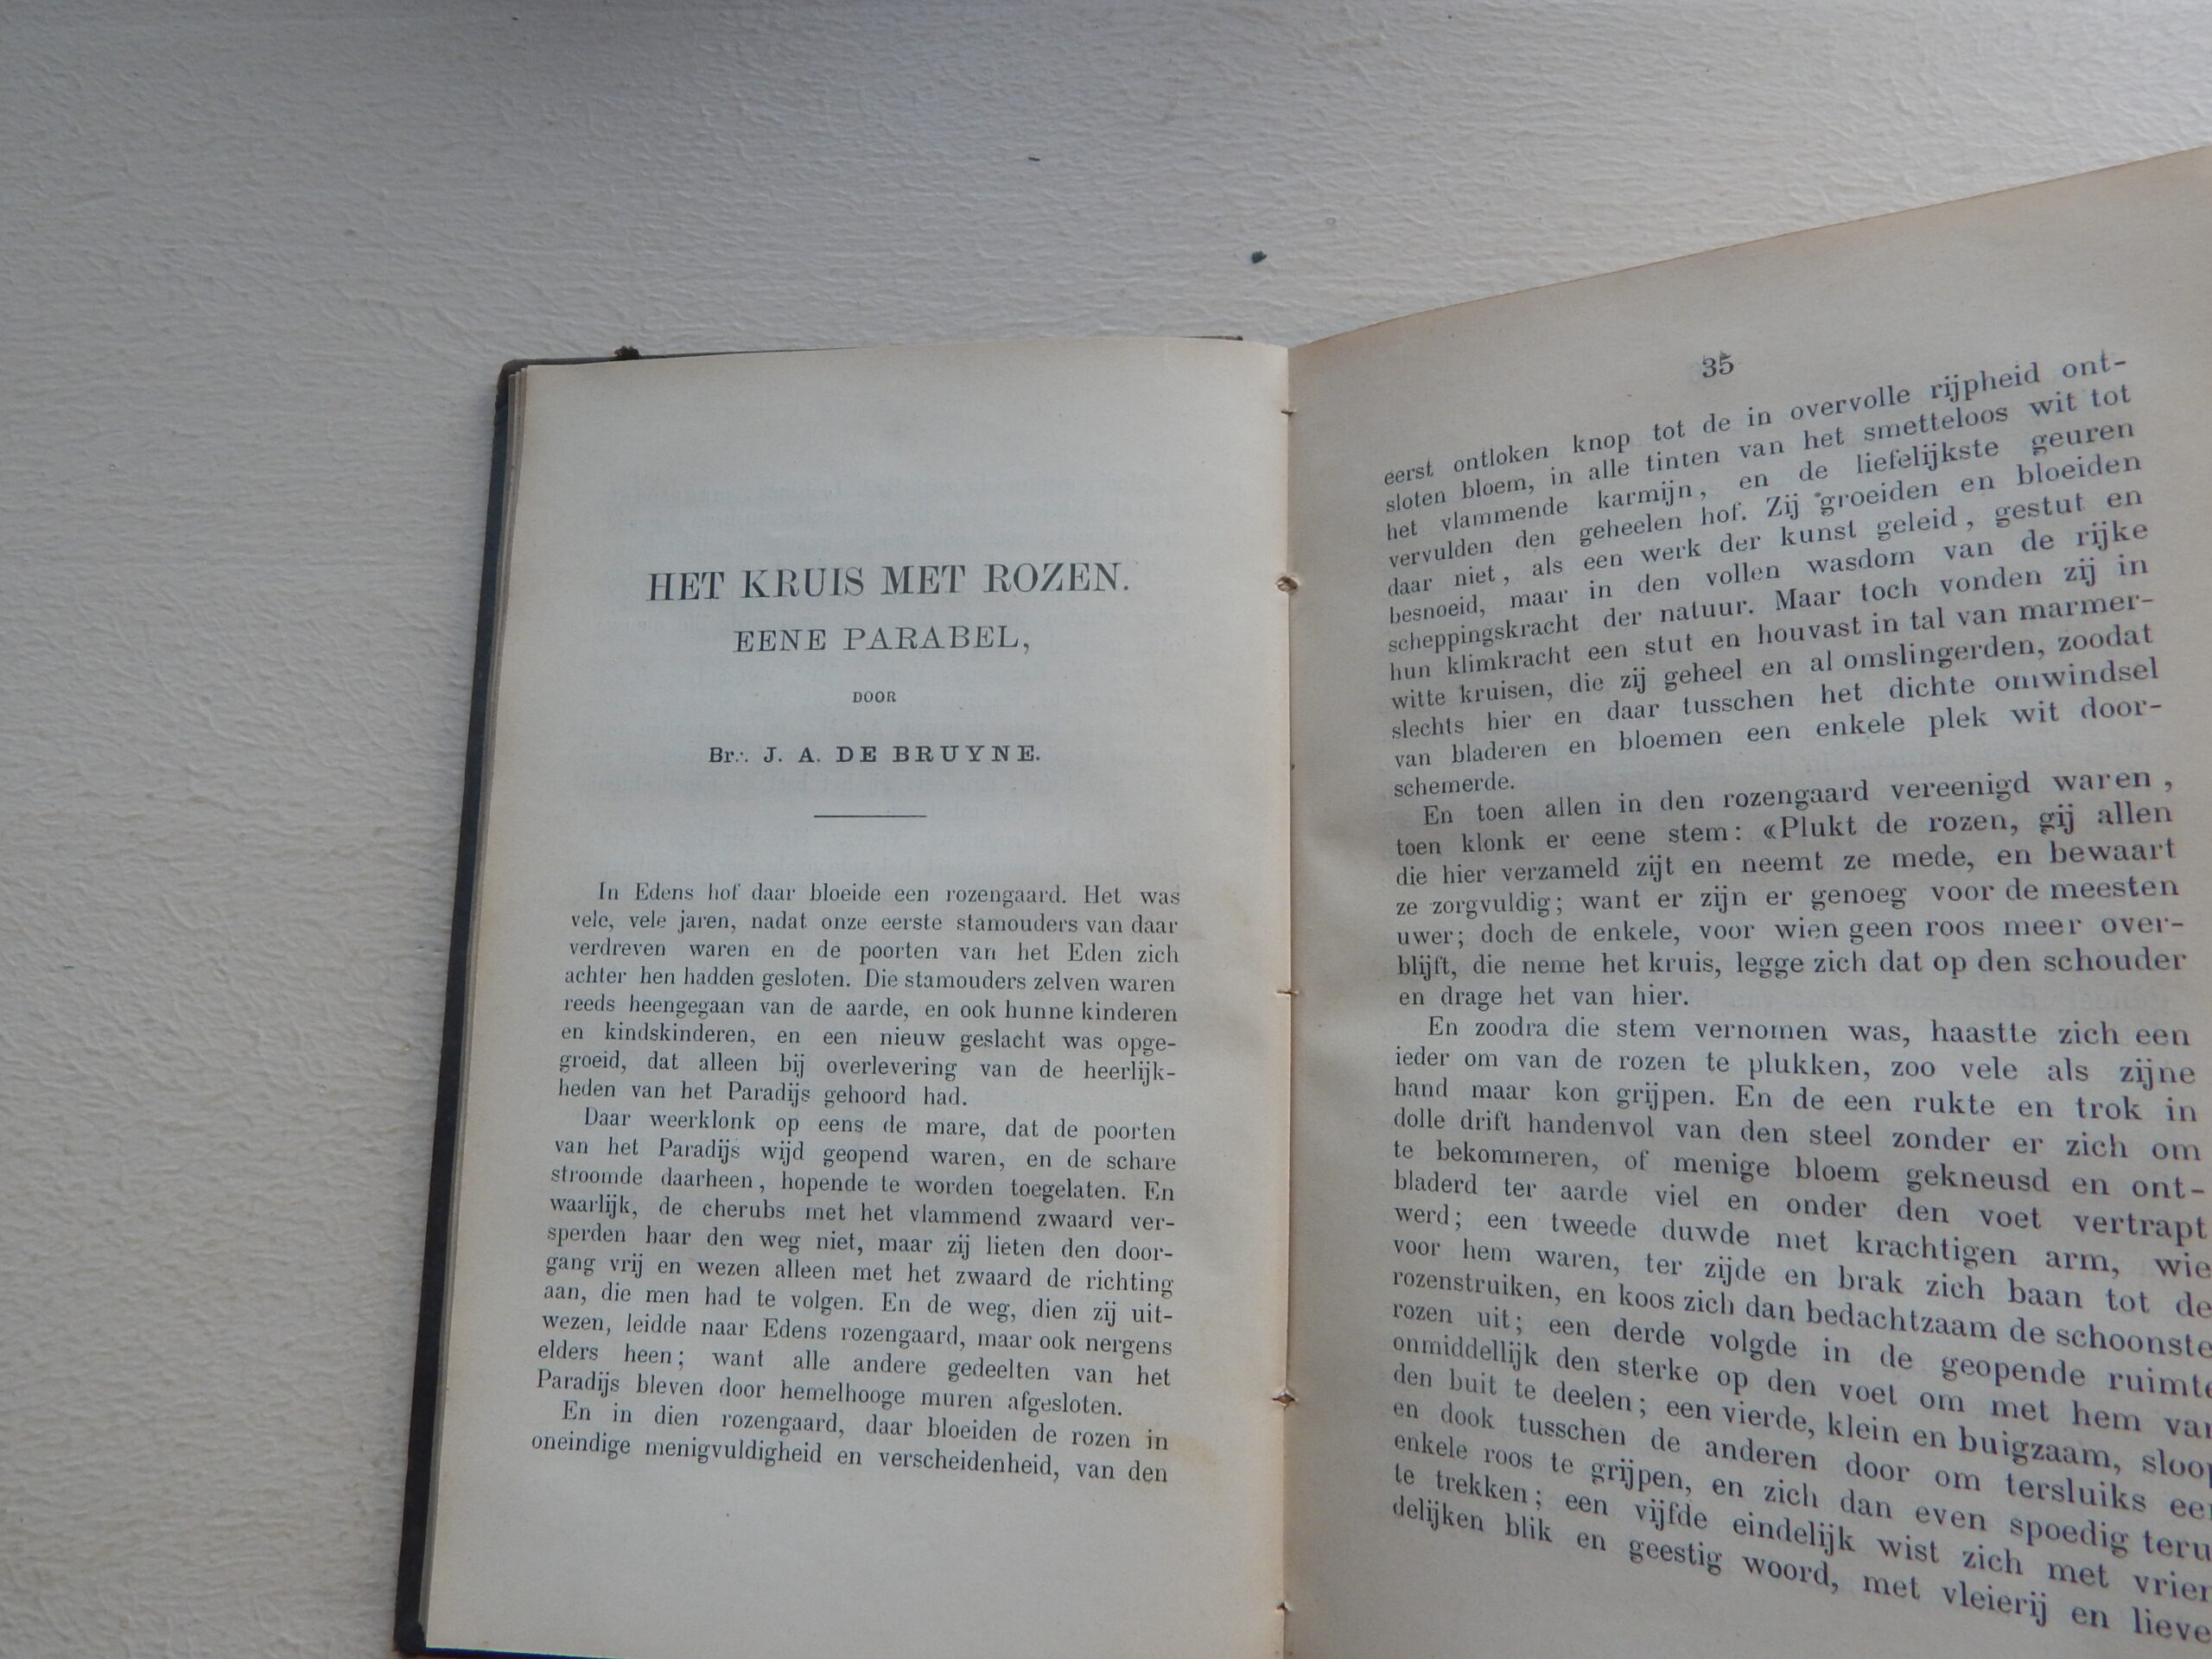 HET KRUIS MET ROZEN.
EENE PARABEL,
DOOR
Br∴ J. A. DE BRUYNE.
In Edens hof daar bloeide een rozengaard. Het was
vele, vele jaren, nadat onze eerste stamouders van daar
verdreven waren en de poorten van het Eden zich
achter hen hadden gesloten. Die stamouders zelven waren
reeds heengegaan van de aarde, en ook hunne kinderen
en kindskinderen, en een nieuw geslacht was opge-
groeid, dat alleen bij overlevering van de heerlijk-
heden van het Paradijs gehoord had.
Daar weerklonk op eens de mare, dat de poorten
van het Paradijs wijd geopend waren, en de schare
stroomde daarheen, hopende te worden toegelaten. En
waarlijk, de cherubs met het vlammend zwaard ver-
sperden haar den weg niet, maar zij lieten den door-
gang vrij en wezen alleen met het zwaard de richting
aan, die men had te volgen. En de weg, dien zij uit-
wezen, leidde naar Edens rozengaard, maar ook nergens
elders heen; want alle andere gedeelten van het
Paradijs bleven door hemelhooge muren afgesloten.
En in dien rozengaard, daar bloeiden de rozen in
oneindige menigvuldigheid en verscheidenheid, van den
35
eerst ontloken knop tot de in overvolle rijpheid ont-
sloten bloem, in alle tinten van het smetteloos wit tot
het vlammende karmijn, en de liefelijkste geuren
vervulden den geheelen hof. Zij groeiden en bloeiden
daar niet, als een werk der kunst geleid, gestut en
besnoeid, maar in den vollen wasdom van de rijke
scheppingskracht der natuur. Maar toch vonden zij in
hun klimkracht een stut en houvast in tal van marmer-
witte kruisen, die zij geheel en al omslingerden, zoodat
slechts hier en daar tusschen het dichte omwindsel
van bladeren en bloemen een enkele plek wit door-
schemerde.
En toen allen in den rozengaard vereenigd waren,
toen klonk er eene stem: «Plukt de rozen, gij allen
die hier verzameld zijt en neemt ze mede, en bewaart
ze zorgvuldig; want er zijn er genoeg voor de meesten
uwer; doch de enkele, voor wien geen roos meer over-
blijft, die neme het kruis, legge zich dat op den schouder
en drage het van hier.
En zoodra die stem vernomen was, haastte zich een
ieder om van de rozen te plukken, zoo vele als zijne
hand maar kon grijpen. En de een rukte en trok in
dolle drift handenvol van den steel zonder er zich om
te bekommeren, of menige bloem gekneusd en ont-
bladerd ter aarde viel en onder den voet vertrapt
werd; een tweede duwde met krachtigen arm, wie
voor hem waren, ter zijde en brak zich baan tot de
rozenstruiken, en koos zich dan bedachtzaam de schoonste
rozen uit; een derde volgde in de geopende ruimte
onmiddellijk den sterke op den voet om met hem van
den buit te deelen; een vierde, klein en buigzaam, sloop
en dook tusschen de anderen door om tersluiks een
enkele roos te grijpen, en zich dan even spoedig teru
te trekken; een vijfde eindelijk wist zich met vrien
delijken blik en geestig woord, met vleierij en lieve